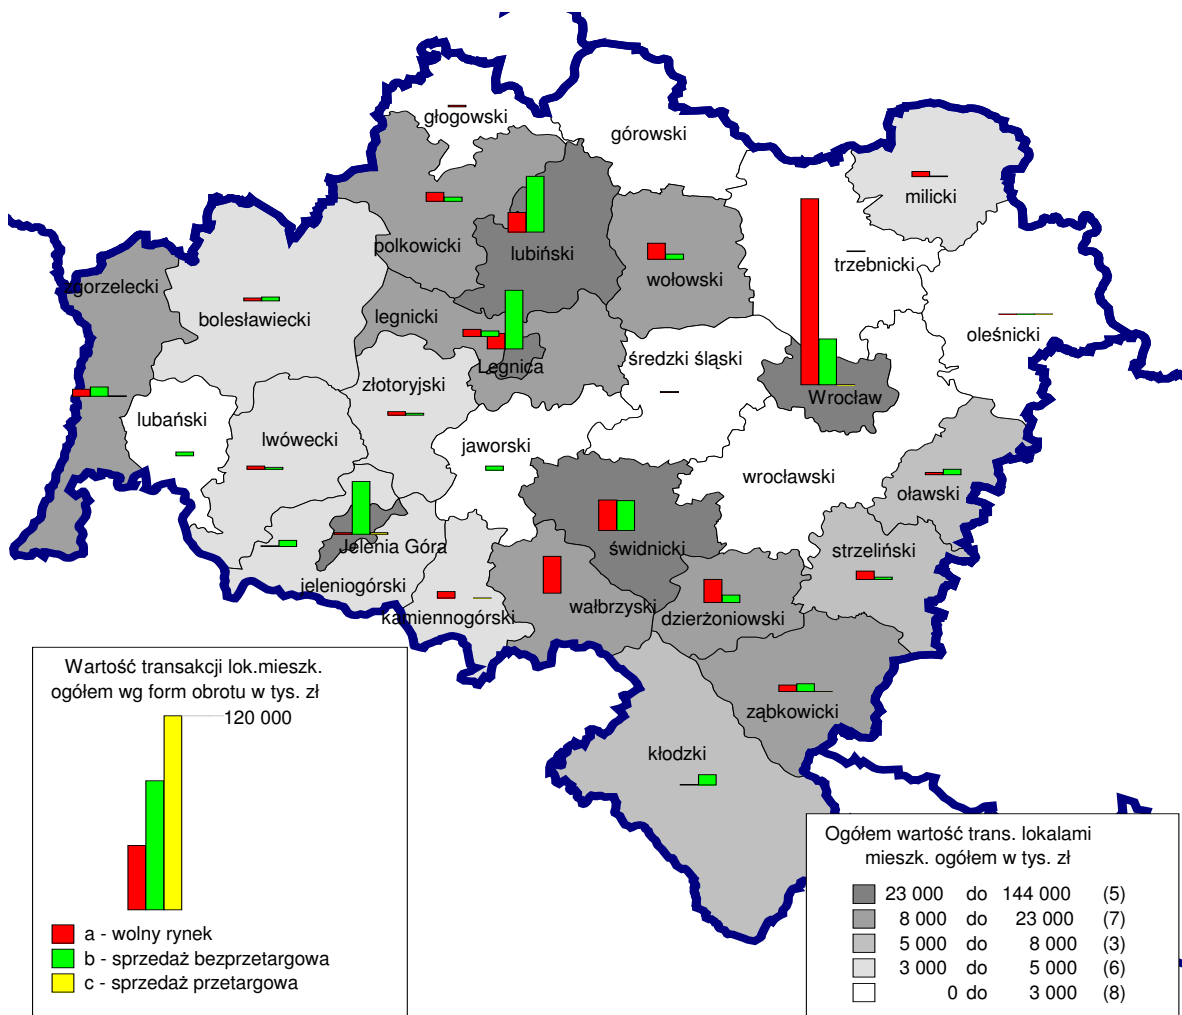 głogowski
górowski
milicki
polkowicki
lubiński
wołowski
trzebnicki
zgorzelecki
bolesławiecki
legnicki
oleśnicki
Legnica
średzki śląski
złotoryjski
Wrocław
lubański
lwówecki
jaworski
wrocławski
oławski
Jelenia Góra
świdnicki
strzeliński
jeleniogórski
kamiennogórski
wałbrzyski
dzierżoniowski
ząbkowicki
kłodzki
Wartość transakcji lok.mieszk.
ogółem wg form obrotu w tys. zł
120 000
a - wolny rynek
b - sprzedaż bezprzetargowa
c - sprzedaż przetargowa
Ogółem wartość trans. lokalami
mieszk. ogółem w tys. zł
23 000 do 144 000 (5)
8 000 do 23 000 (7)
5 000 do 8 000 (3)
3 000 do 5 000 (6)
0 do 3 000 (8)